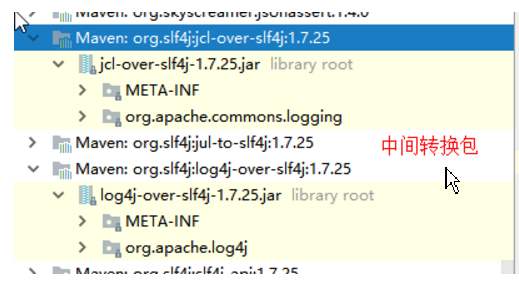 Maven: org.skyscreamer:jsonassert:1.4.0
Maven: org.slf4j:jcl-over-slf4j:1.7.25
jcl-over-slf4j-1.7.25.jar library root
META-INF
org.apache.commons.logging
Maven: org.slf4j:jul-to-slf4j:1.7.25
中间转换包
Maven: org.slf4j:log4j-over-slf4j:1.7.25
log4j-over-slf4j-1.7.25.jar library root
META-INF
org.apache.log4j
Maven: org.slf4j:slf4j-api:1.7.25